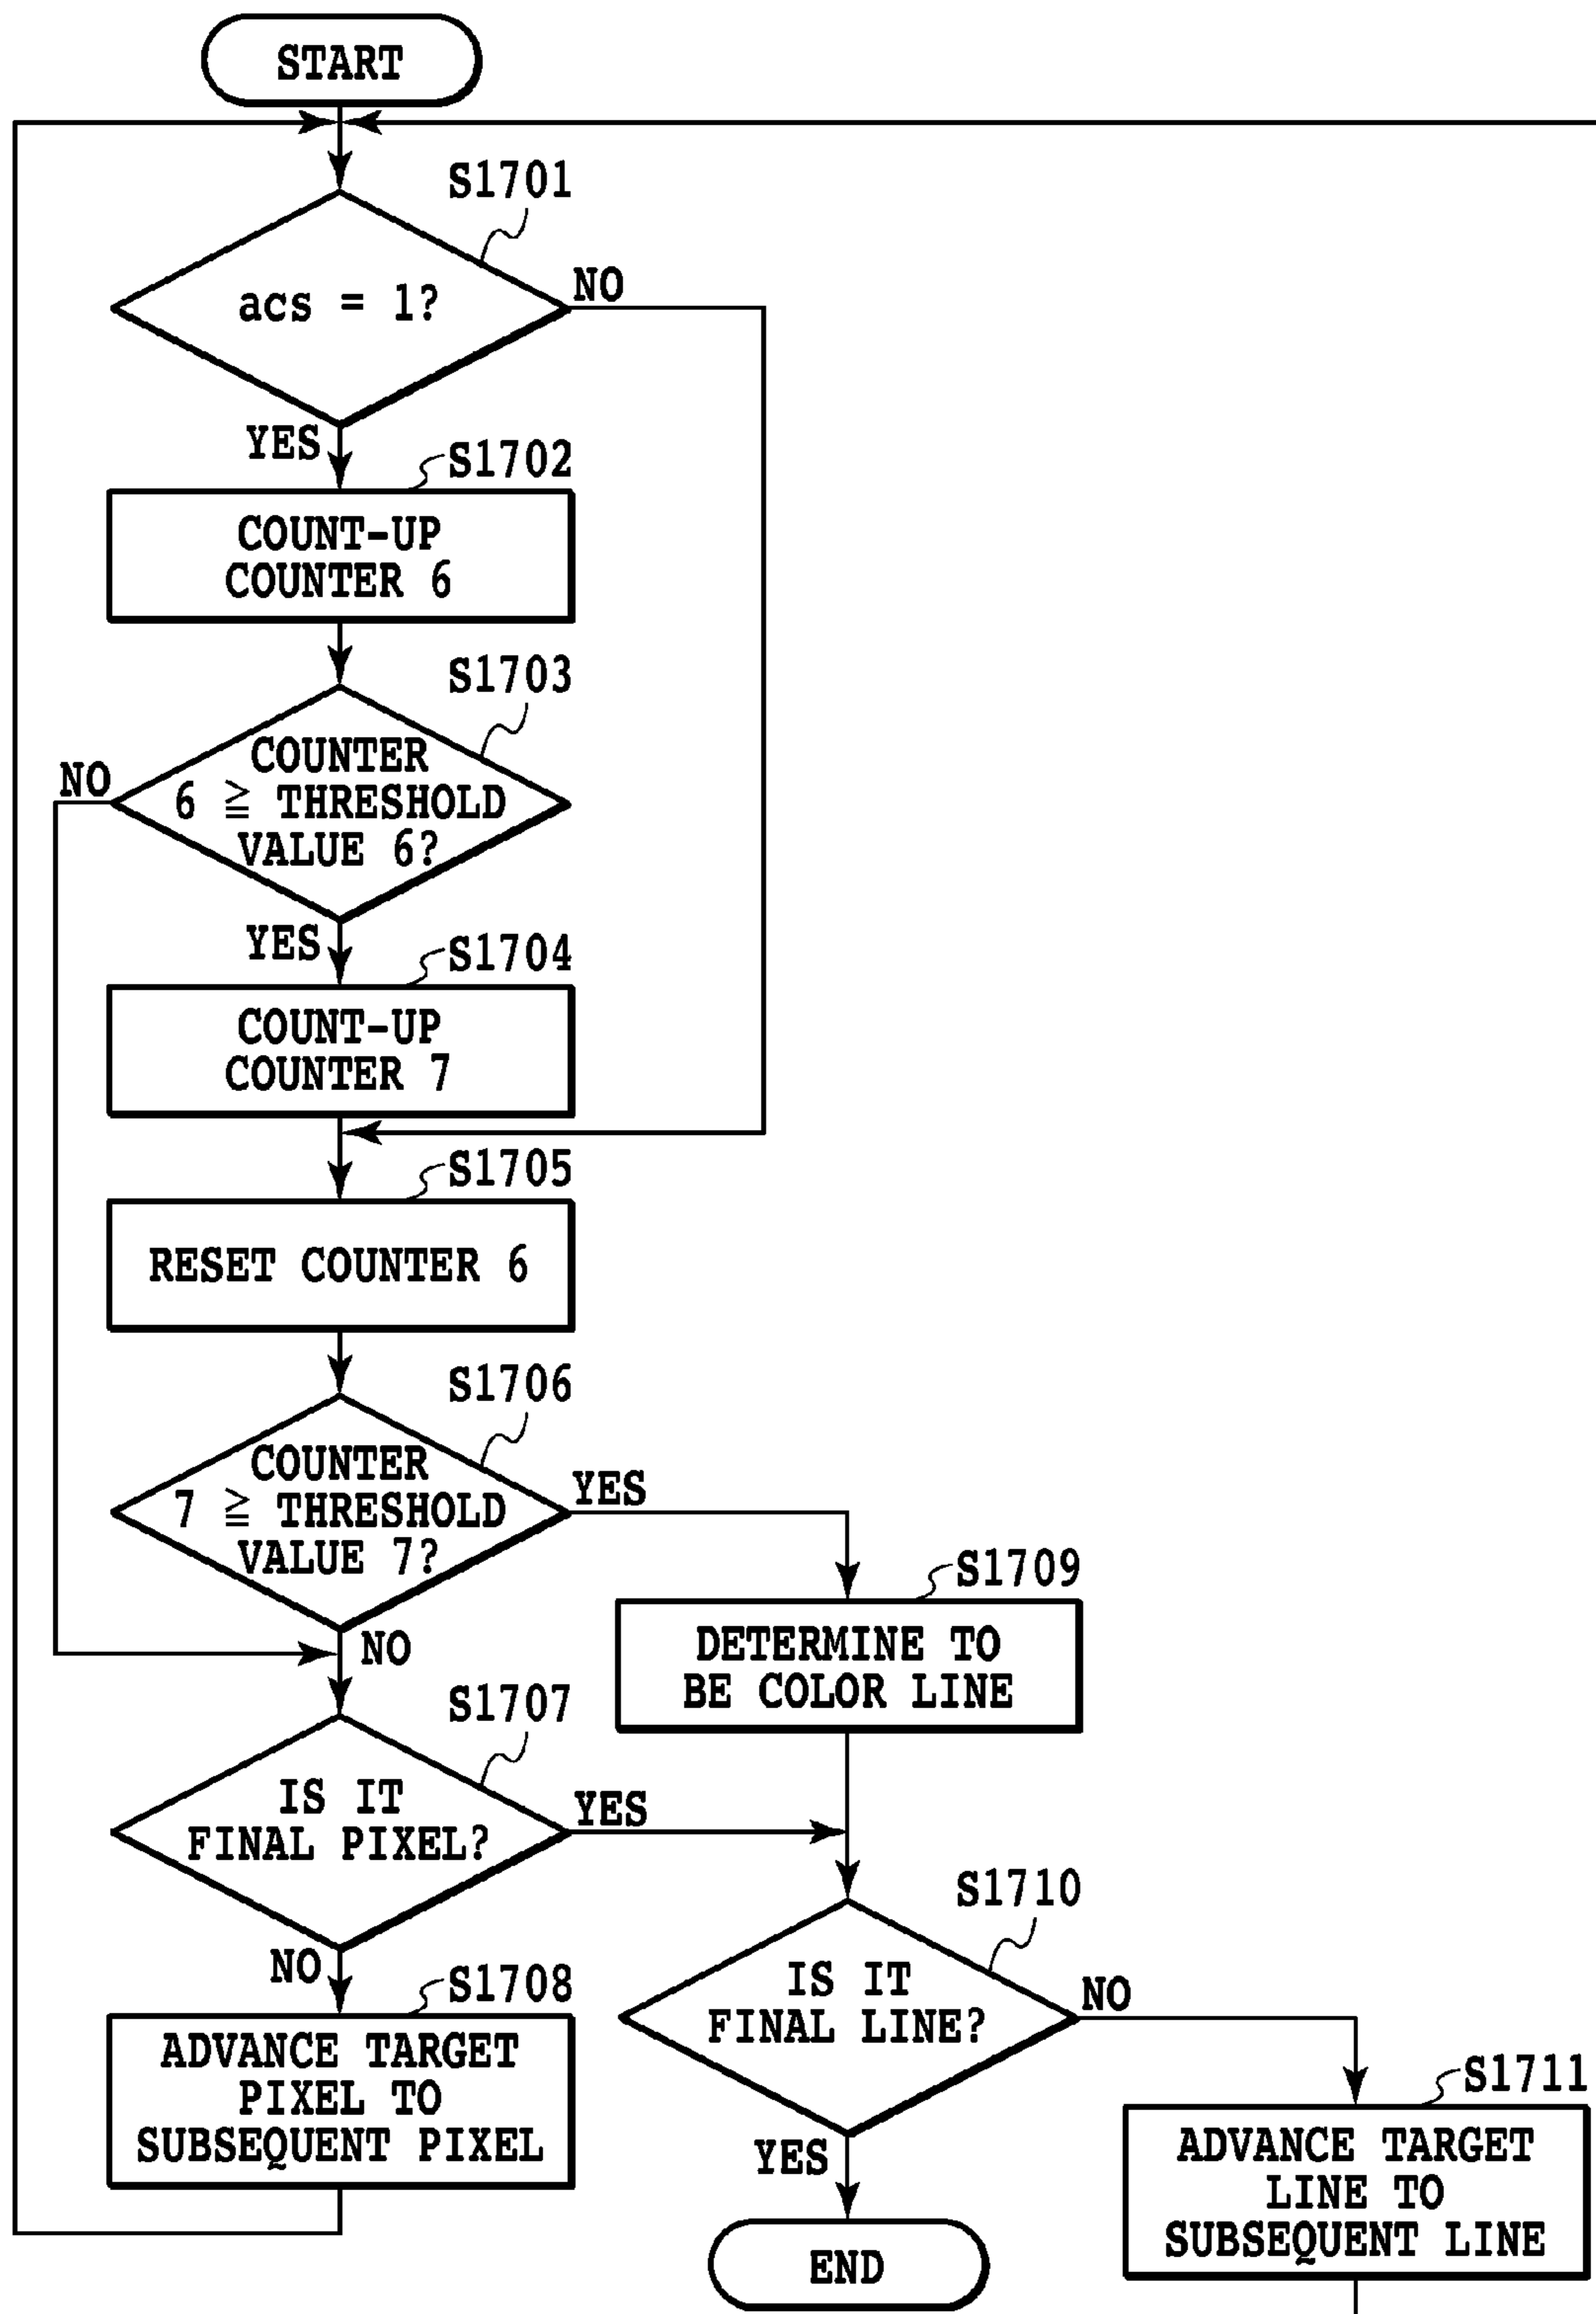 START
S1701
acs = 1?
NO
YES
S1702
COUNT-UP
COUNTER 6
S1703
COUNTER
6 ≧ THRESHOLD
VALUE 6?
NO
YES
S1704
COUNT-UP
COUNTER 7
S1705
RESET COUNTER 6
S1706
COUNTER
7 ≧ THRESHOLD
VALUE 7?
YES
NO
S1709
DETERMINE TO
BE COLOR LINE
S1707
IS IT
FINAL PIXEL?
YES
NO
S1708
ADVANCE TARGET
PIXEL TO
SUBSEQUENT PIXEL
S1710
IS IT
FINAL LINE?
NO
YES
S1711
ADVANCE TARGET
LINE TO
SUBSEQUENT LINE
END